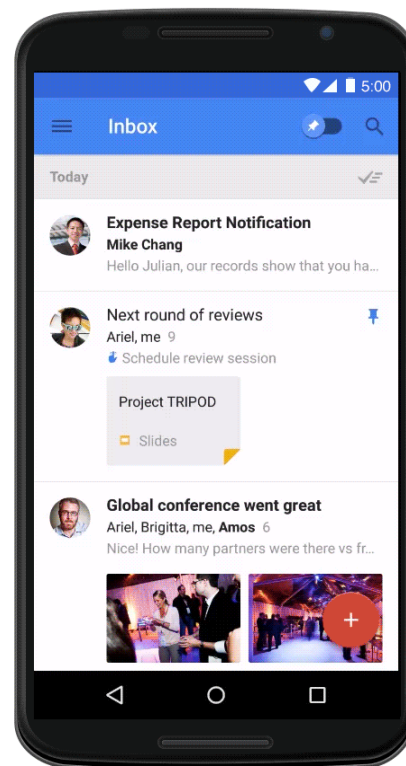 5:00
Inbox
Today
Expense Report Notification
Mike Chang
Hello Julian, our records show that you ha...
Next round of reviews
Ariel, me 9
Schedule review session
Project TRIPOD
Slides
Global conference went great
Ariel, Brigitta, me, Amos 6
Nice! How many partners were there vs fr...
+